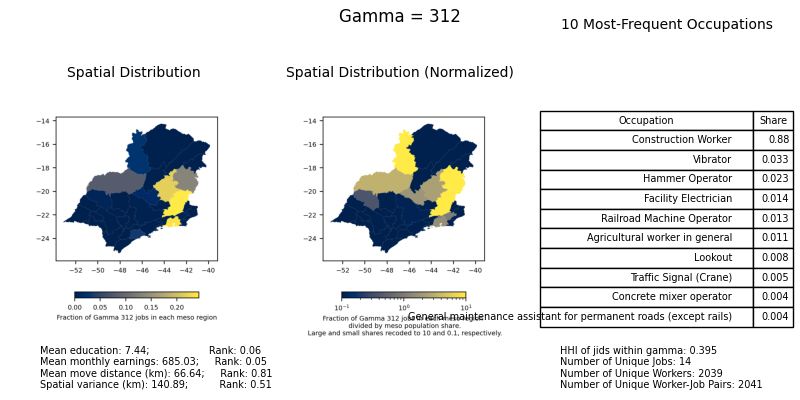 Gamma = 312
10 Most-Frequent Occupations
Spatial Distribution
Spatial Distribution (Normalized)
−14
−16
−18
−20
−22
−24
−52 −50 −48 −46 −44 −42 −40
0.00 0.05 0.10 0.15 0.20
Fraction of Gamma 312 jobs in each meso region
−14
−16
−18
−20
−22
−24
−52 −50 −48 −46 −44 −42 −40
10⁻¹ 10⁰ 10¹
Fraction of Gamma 312 jobs in each meso region
divided by meso population share.
Large and small shares recoded to 10 and 0.1, respectively.
Occupation Share
Construction Worker 0.88
Vibrator 0.033
Hammer Operator 0.023
Facility Electrician 0.014
Railroad Machine Operator 0.013
Agricultural worker in general 0.011
Lookout 0.008
Traffic Signal (Crane) 0.005
Concrete mixer operator 0.004
General maintenance assistant for permanent roads (except rails) 0.004
Mean education: 7.44; Rank: 0.06
Mean monthly earnings: 685.03; Rank: 0.05
Mean move distance (km): 66.64; Rank: 0.81
Spatial variance (km): 140.89; Rank: 0.51
HHI of jids within gamma: 0.395
Number of Unique Jobs: 14
Number of Unique Workers: 2039
Number of Unique Worker-Job Pairs: 2041